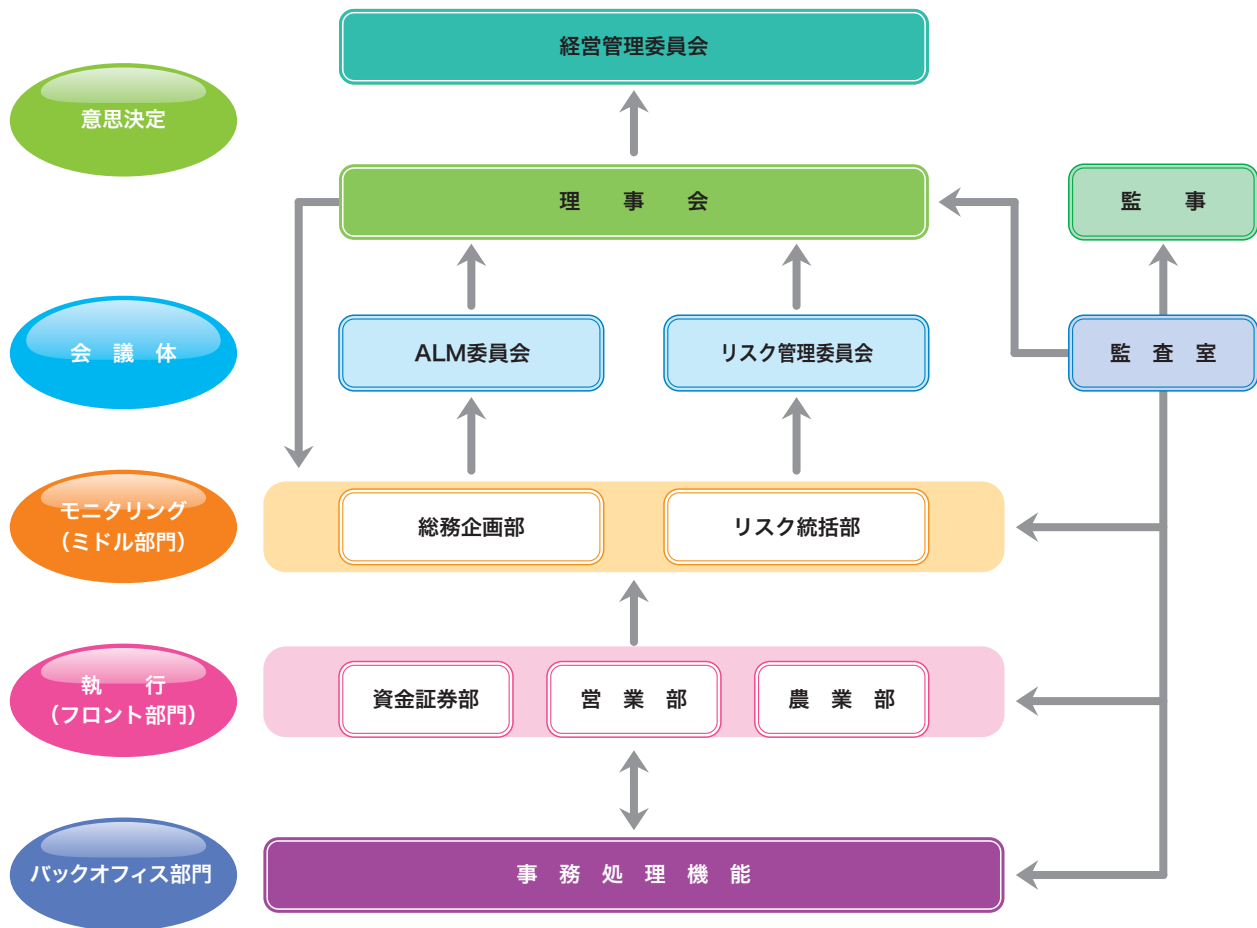 経営管理委員会
意思決定
理事会
監事
会議体
ALM委員会
リスク管理委員会
監査室
モニタリング
（ミドル部門）
総務企画部
リスク統括部
執行
（フロント部門）
資金証券部
営業部
農業部
バックオフィス部門
事務処理機能